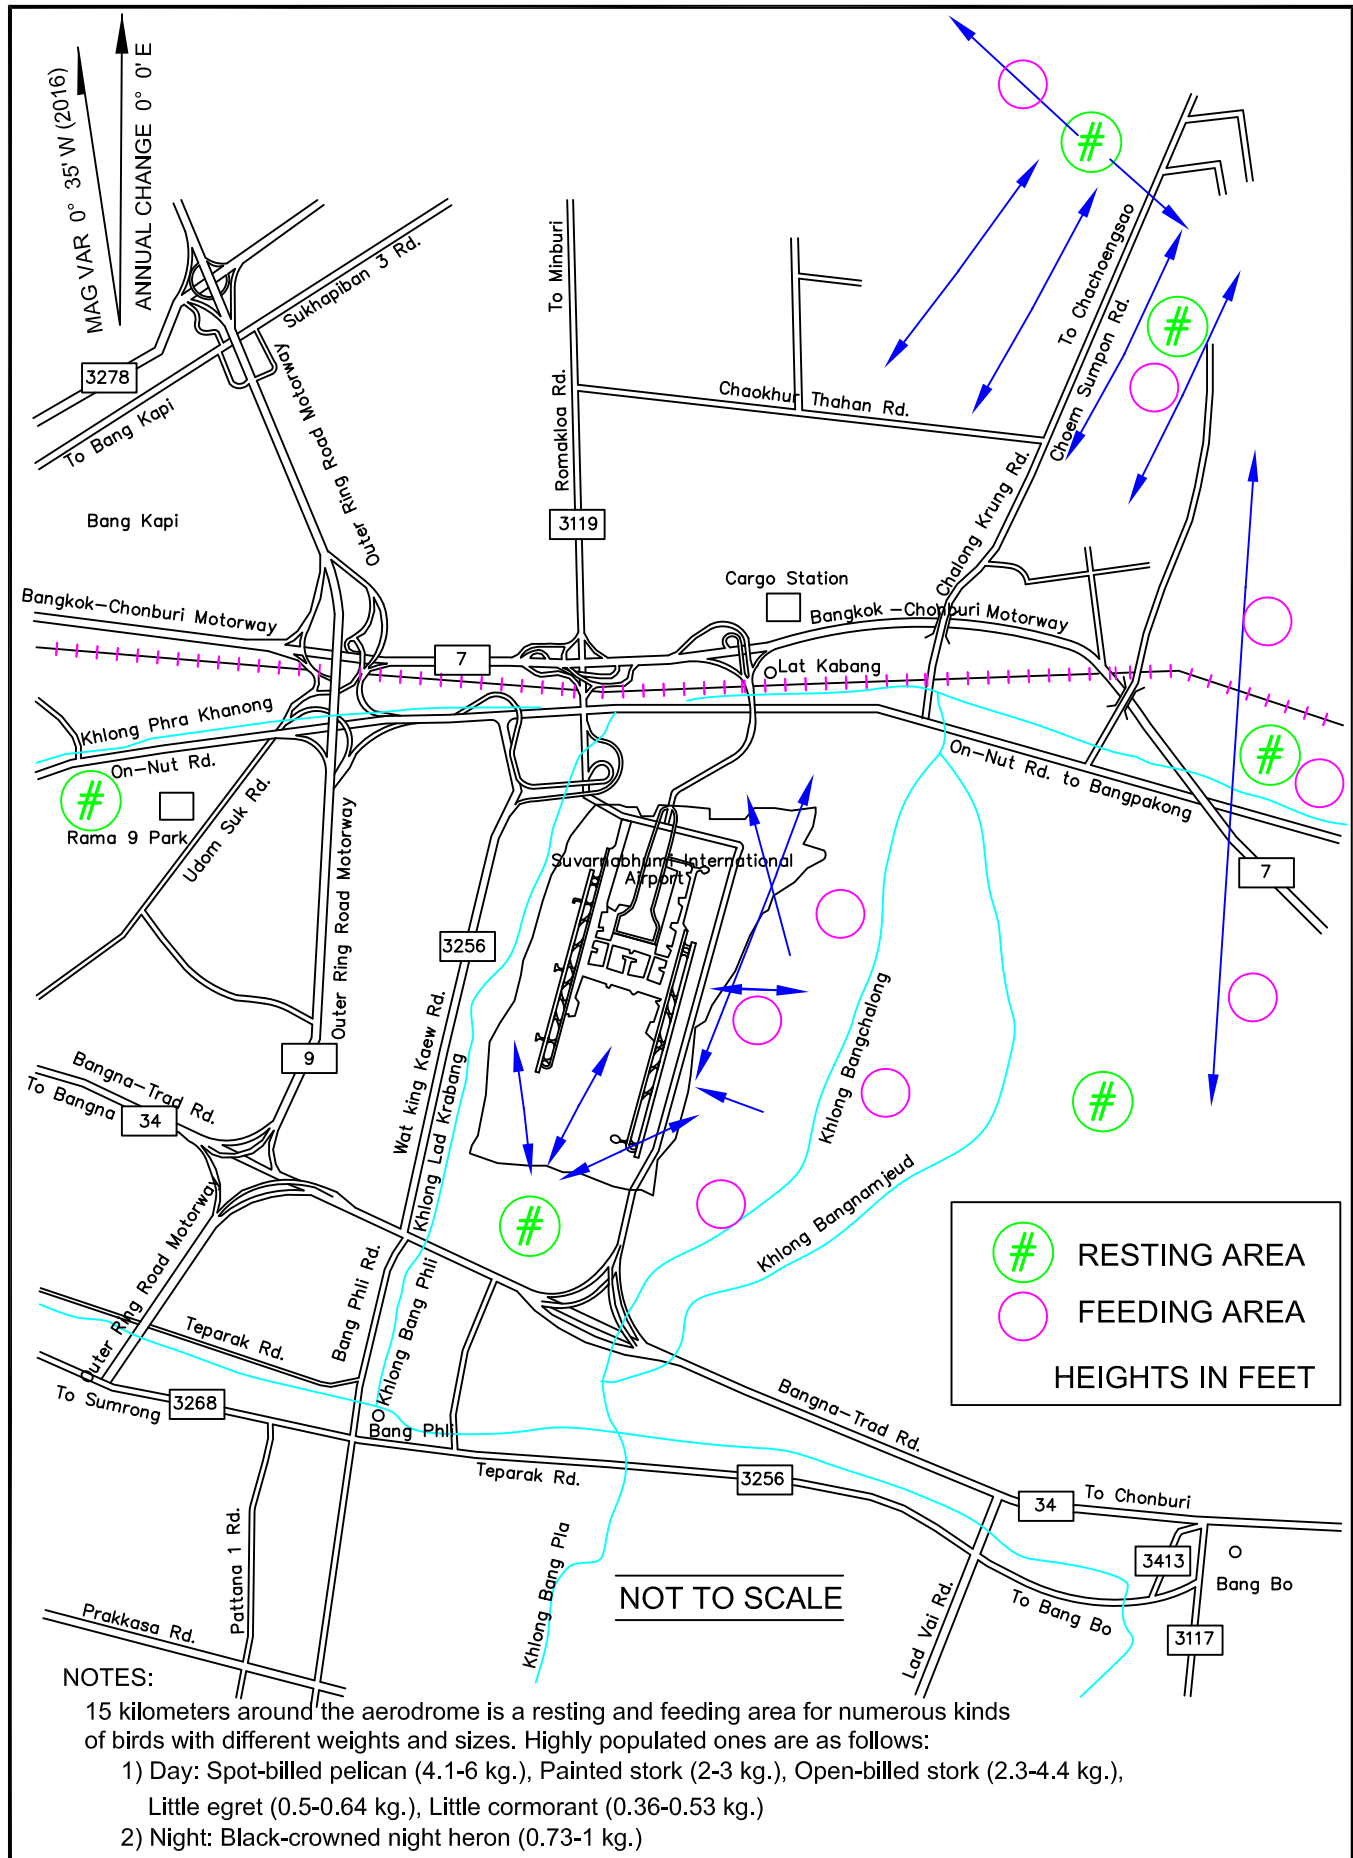 MAG VAR 0° 35' W (2016)
ANNUAL CHANGE 0° 0' E
Sukhapiban 3 Rd.
3278
To Bang Kapi
Outer Ring Road Motorway
Bang Kapi
To Minburi
Romakloa Rd.
3119
Chaokhur Thahan Rd.
To Chachoengsao
Choem Sumpon Rd.
Chalong Krung Rd.
Cargo Station
Bangkok-Chonburi Motorway
7
Bangkok -Chonburi Motorway
Lat Kabang
Khlong Phra Khanong
On-Nut Rd.
On-Nut Rd. to Bangpakong
Rama 9 Park
Udom Suk Rd.
Outer Ring Road Motorway
Suvarnabhumi International
Airport
7
3256
Wat king Kaew Rd.
Khlong Lad Krabang
Khlong Bangchalong
9
Bangna-Trad Rd.
To Bangna
34
Khlong Bangnamjeud
Outer Ring Road Motorway
Bang Phli Rd.
Khlong Bang Phli
# RESTING AREA
FEEDING AREA
HEIGHTS IN FEET
Teparak Rd.
To Sumrong
3268
Bang Phli
Teparak Rd.
3256
Bangna-Trad Rd.
34
To Chonburi
3413
Bang Bo
To Bang Bo
3117
Lad Vai Rd.
Pattana 1 Rd.
Prakkasa Rd.
Khlong Bang Pla
NOT TO SCALE
NOTES:
15 kilometers around the aerodrome is a resting and feeding area for numerous kinds
of birds with different weights and sizes. Highly populated ones are as follows:
1) Day: Spot-billed pelican (4.1-6 kg.), Painted stork (2-3 kg.), Open-billed stork (2.3-4.4 kg.),
Little egret (0.5-0.64 kg.), Little cormorant (0.36-0.53 kg.)
2) Night: Black-crowned night heron (0.73-1 kg.)